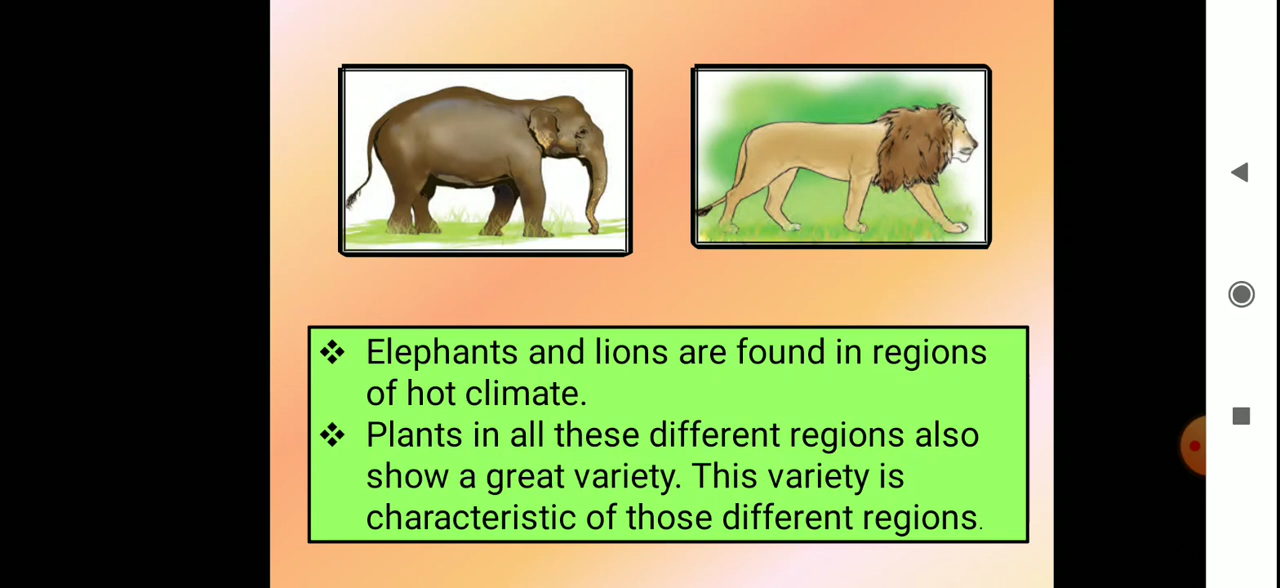 ❖ Elephants and lions are found in regions
of hot climate.
❖ Plants in all these different regions also
show a great variety. This variety is
characteristic of those different regions.